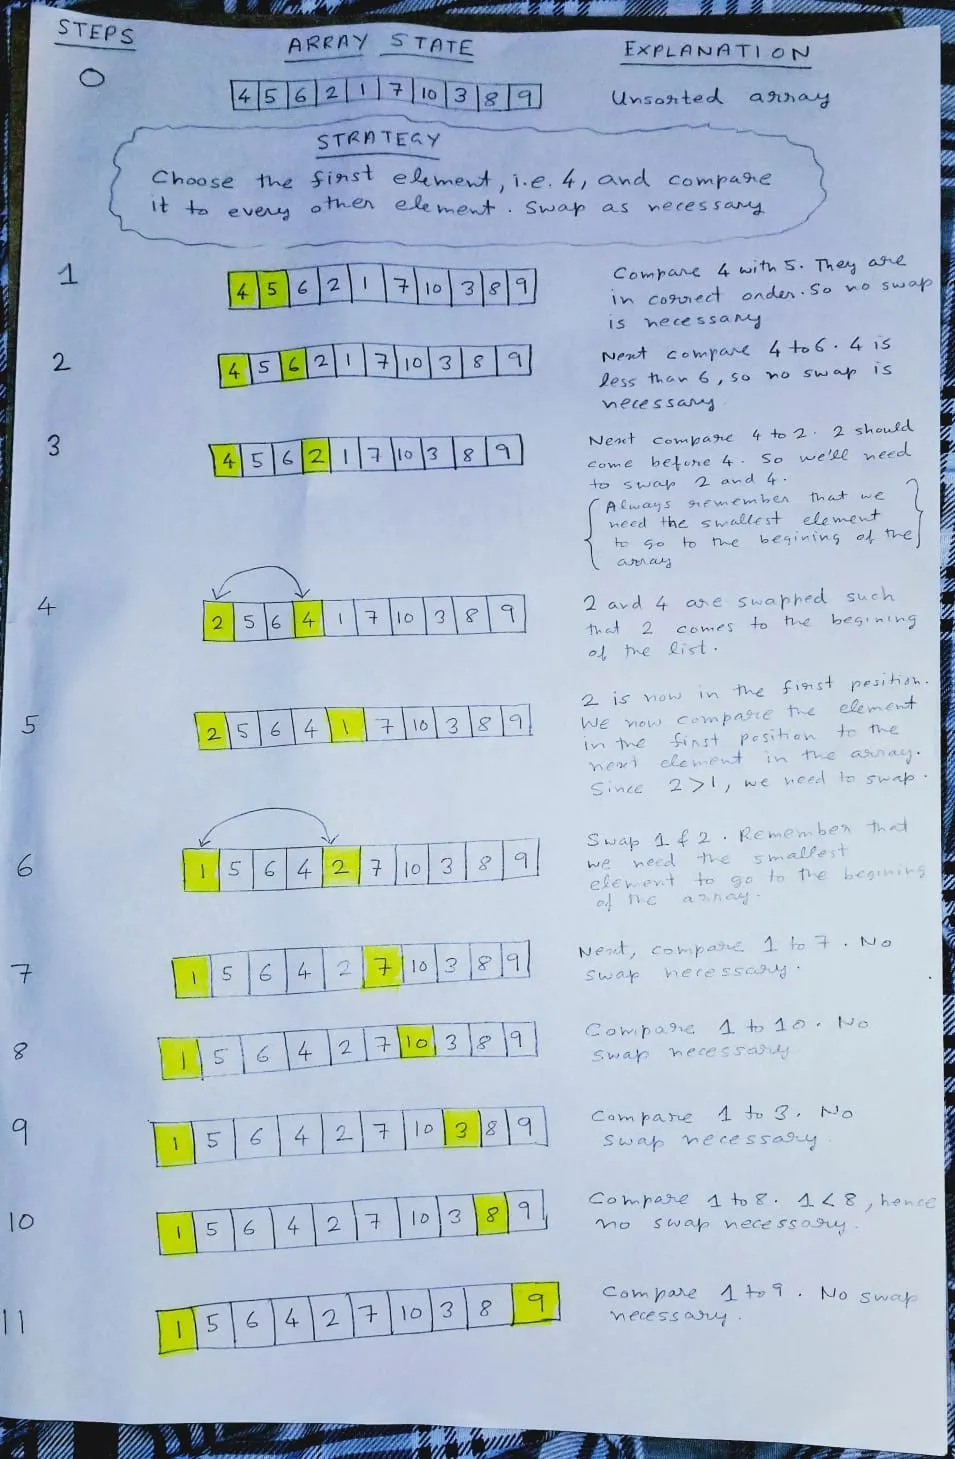 STEPS ARRAY STATE EXPLANATION
0 4 5 6 2 1 7 10 3 8 9 Unsorted array
STRATEGY
Choose the first element, i.e. 4, and compare
it to every other element. Swap as necessary
1 4 5 6 2 1 7 10 3 8 9 Compare 4 with 5. They are
in correct order. So no swap
is necessary
2 4 5 6 2 1 7 10 3 8 9 Next compare 4 to 6. 4 is
less than 6, so no swap is
necessary
3 4 5 6 2 1 7 10 3 8 9 Next compare 4 to 2. 2 should
come before 4. So we'll need
to swap 2 and 4.
{ Always remember that we }
need the smallest element
to go to the begining of the
array
4 2 5 6 4 1 7 10 3 8 9 2 and 4 are swapped such
that 2 comes to the begining
of the list.
5 2 5 6 4 1 7 10 3 8 9 2 is now in the first position.
We now compare the element
in the first position to the
next element in the array.
Since 2 > 1, we need to swap.
6 1 5 6 4 2 7 10 3 8 9 Swap 1 & 2. Remember that
we need the smallest
element to go to the begining
of the array.
7 1 5 6 4 2 7 10 3 8 9 Next, compare 1 to 7. No
swap necessary.
8 1 5 6 4 2 7 10 3 8 9 Compare 1 to 10. No
swap necessary
9 1 5 6 4 2 7 10 3 8 9 Compare 1 to 3. No
swap necessary.
10 1 5 6 4 2 7 10 3 8 9 Compare 1 to 8. 1 < 8, hence
no swap necessary.
11 1 5 6 4 2 7 10 3 8 9 Compare 1 to 9. No swap
necessary.